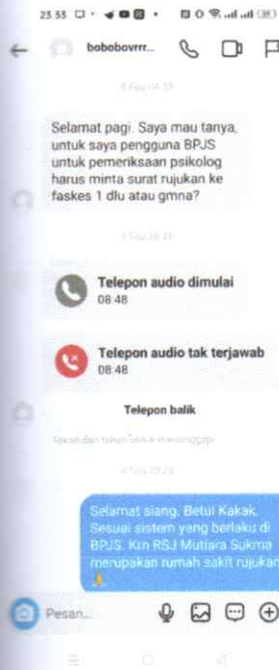 23.55
bobobovrrr...
Selamat pagi. Saya mau tanya,
untuk saya pengguna BPJS
untuk pemeriksaan psikolog
harus minta surat rujukan ke
faskes 1 dlu atau gmna?
Telepon audio dimulai
08.48
Telepon audio tak terjawab
08.48
Telepon balik
Selamat siang. Betul Kakak.
Sesuai sistem yang berlaku di
BPJS. Krn RSJ Mutiara Sukma
merupakan rumah sakit rujukan
🙏
Pesan...